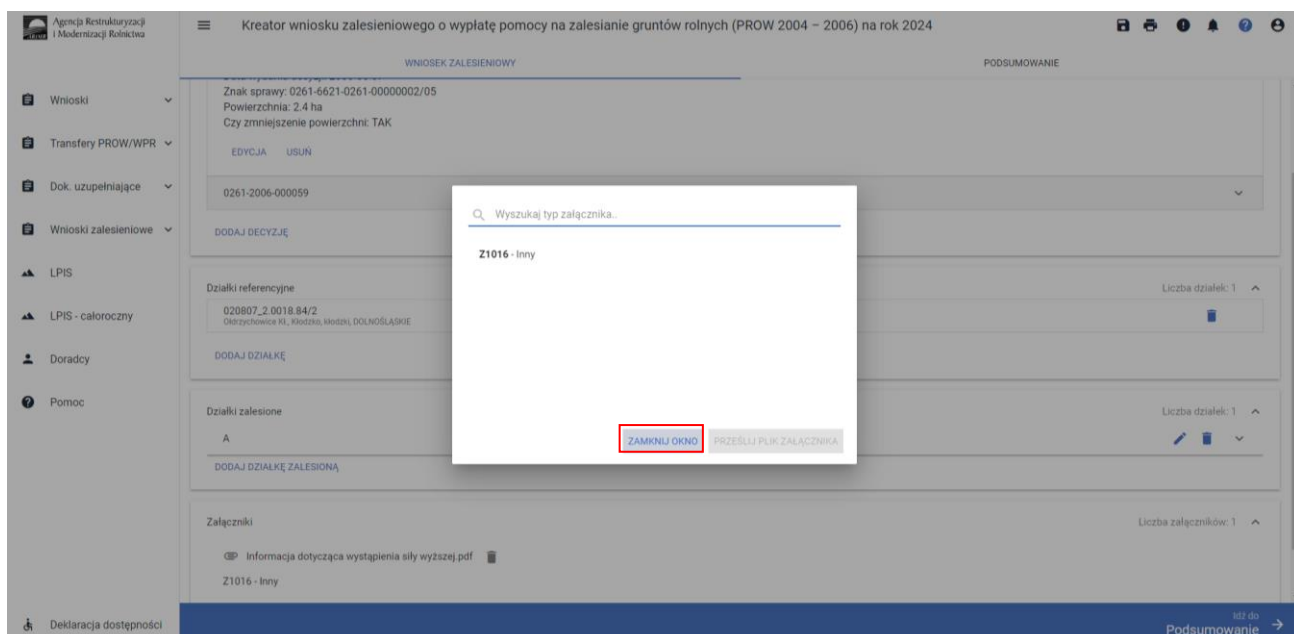 Agencja Restrukturyzacji
i Modernizacji Rolnictwa
Kreator wniosku zalesieniowego o wypłatę pomocy na zalesianie gruntów rolnych (PROW 2004 – 2006) na rok 2024
WNIOSEK ZALESIENIOWY
PODSUMOWANIE
Wnioski
Transfery PROW/WPR
Dok. uzupełniające
Wnioski zalesieniowe
LPIS
LPIS - całoroczny
Doradcy
Pomoc
Deklaracja dostępności
Znak sprawy: 0261-6621-0261-00000002/05
Powierzchnia: 2.4 ha
Czy zmniejszenie powierzchni: TAK
EDYCJA USUŃ
0261-2006-000059
DODAJ DECYZJĘ
Działki referencyjne
Liczba działek: 1
020807_2.0018.84/2
Ołdrzychowice Kł., Kłodzko, kłodzki, DOLNOŚLĄSKIE
DODAJ DZIAŁKĘ
Działki zalesione
Liczba działek: 1
A
DODAJ DZIAŁKĘ ZALESIONĄ
Załączniki
Liczba załączników: 1
Informacja dotycząca wystąpienia siły wyższej.pdf
Z1016 - Inny
Wyszukaj typ załącznika..
Z1016 - Inny
ZAMKNIJ OKNO PRZEŚLIJ PLIK ZAŁĄCZNIKA
Idź do
Podsumowanie